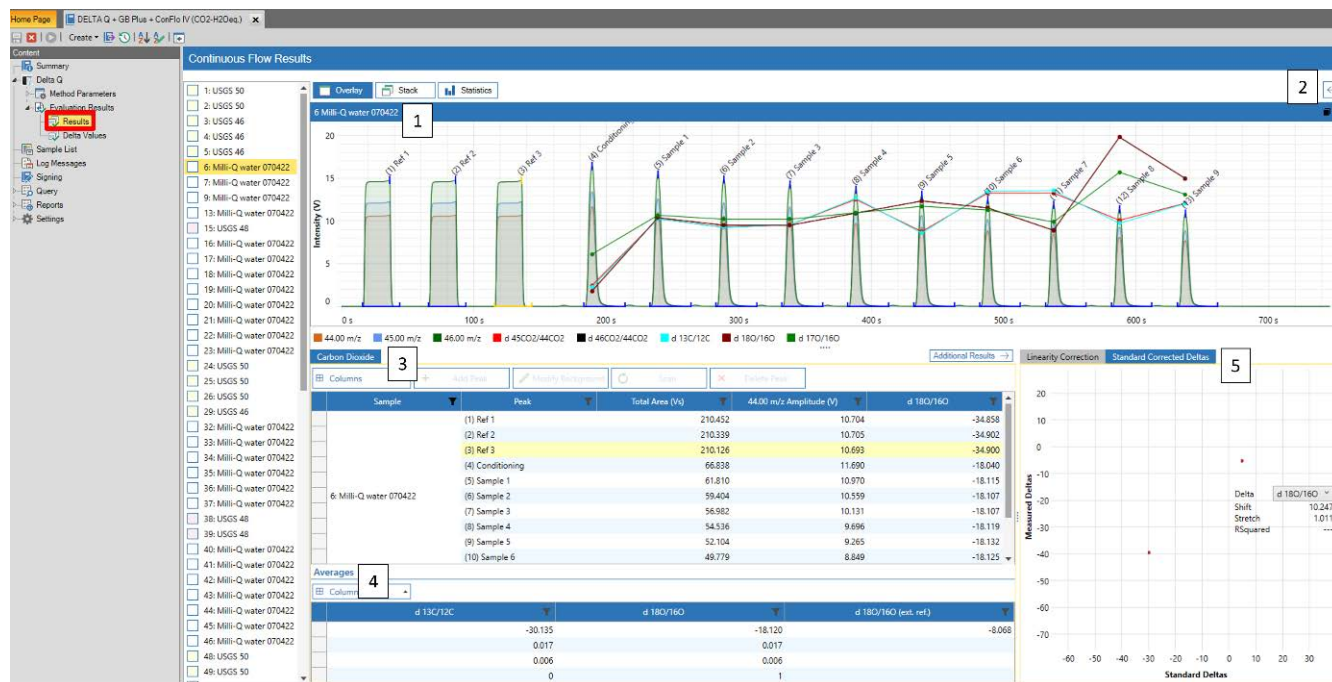 Home Page
DELTA Q + GB Plus + ConFlo IV (CO2-H2Oeq.)
Create
Content
Summary
Delta Q
Method Parameters
Evaluation Results
Results
Delta Values
Sample List
Log Messages
Signing
Query
Reports
Settings
Continuous Flow Results
1: USGS 50
2: USGS 50
3: USGS 46
4: USGS 46
5: USGS 46
6: Milli-Q water 070422
7: Milli-Q water 070422
9: Milli-Q water 070422
13: Milli-Q water 070422
15: USGS 48
16: Milli-Q water 070422
17: Milli-Q water 070422
18: Milli-Q water 070422
19: Milli-Q water 070422
20: Milli-Q water 070422
21: Milli-Q water 070422
22: Milli-Q water 070422
23: Milli-Q water 070422
24: USGS 50
25: USGS 50
26: USGS 50
29: USGS 46
32: Milli-Q water 070422
33: Milli-Q water 070422
34: Milli-Q water 070422
35: Milli-Q water 070422
36: Milli-Q water 070422
37: Milli-Q water 070422
38: USGS 48
39: USGS 48
40: Milli-Q water 070422
41: Milli-Q water 070422
42: Milli-Q water 070422
43: Milli-Q water 070422
44: Milli-Q water 070422
45: Milli-Q water 070422
46: Milli-Q water 070422
48: USGS 50
49: USGS 50
Overlay Stack Statistics
2
6 Milli-Q water 070422
1
Intensity (V)
20
15
10
5
0
(1) Ref 1
(2) Ref 2
(3) Ref 3
(4) Conditioning
(5) Sample 1
(6) Sample 2
(7) Sample 3
(8) Sample 4
(9) Sample 5
(10) Sample 6
Sample 7
(12) Sample 8
(13) Sample 9
0 s 100 s 200 s 300 s 400 s 500 s 600 s 700 s
44.00 m/z 45.00 m/z 46.00 m/z d 45CO2/44CO2 d 46CO2/44CO2 d 13C/12C d 18O/16O d 17O/16O
Carbon Dioxide
3
Additional Results
Columns Add Peak Modify Background Scan Delete Peak
Sample Peak Total Area (Vs) 44.00 m/z Amplitude (V) d 18O/16O
(1) Ref 1 210.452 10.704 -34.858
(2) Ref 2 210.339 10.705 -34.902
(3) Ref 3 210.126 10.693 -34.900
(4) Conditioning 66.838 11.690 -18.040
(5) Sample 1 61.810 10.970 -18.115
6: Milli-Q water 070422 (6) Sample 2 59.404 10.559 -18.107
(7) Sample 3 56.982 10.131 -18.107
(8) Sample 4 54.536 9.696 -18.119
(9) Sample 5 52.104 9.265 -18.132
(10) Sample 6 49.779 8.849 -18.125
Averages
4
d 13C/12C d 18O/16O d 18O/16O (ext. ref.)
-30.135 -18.120 -8.068
0.017 0.017
0.006 0.006
0 1
Linearity Correction Standard Corrected Deltas
5
Measured Deltas
20
10
0
-10
-20
-30
-40
-50
-60
-70
Delta d 18O/16O
Shift 10.247
Stretch 1.011
RSquared ---
-60 -50 -40 -30 -20 -10 0 10 20 30
Standard Deltas